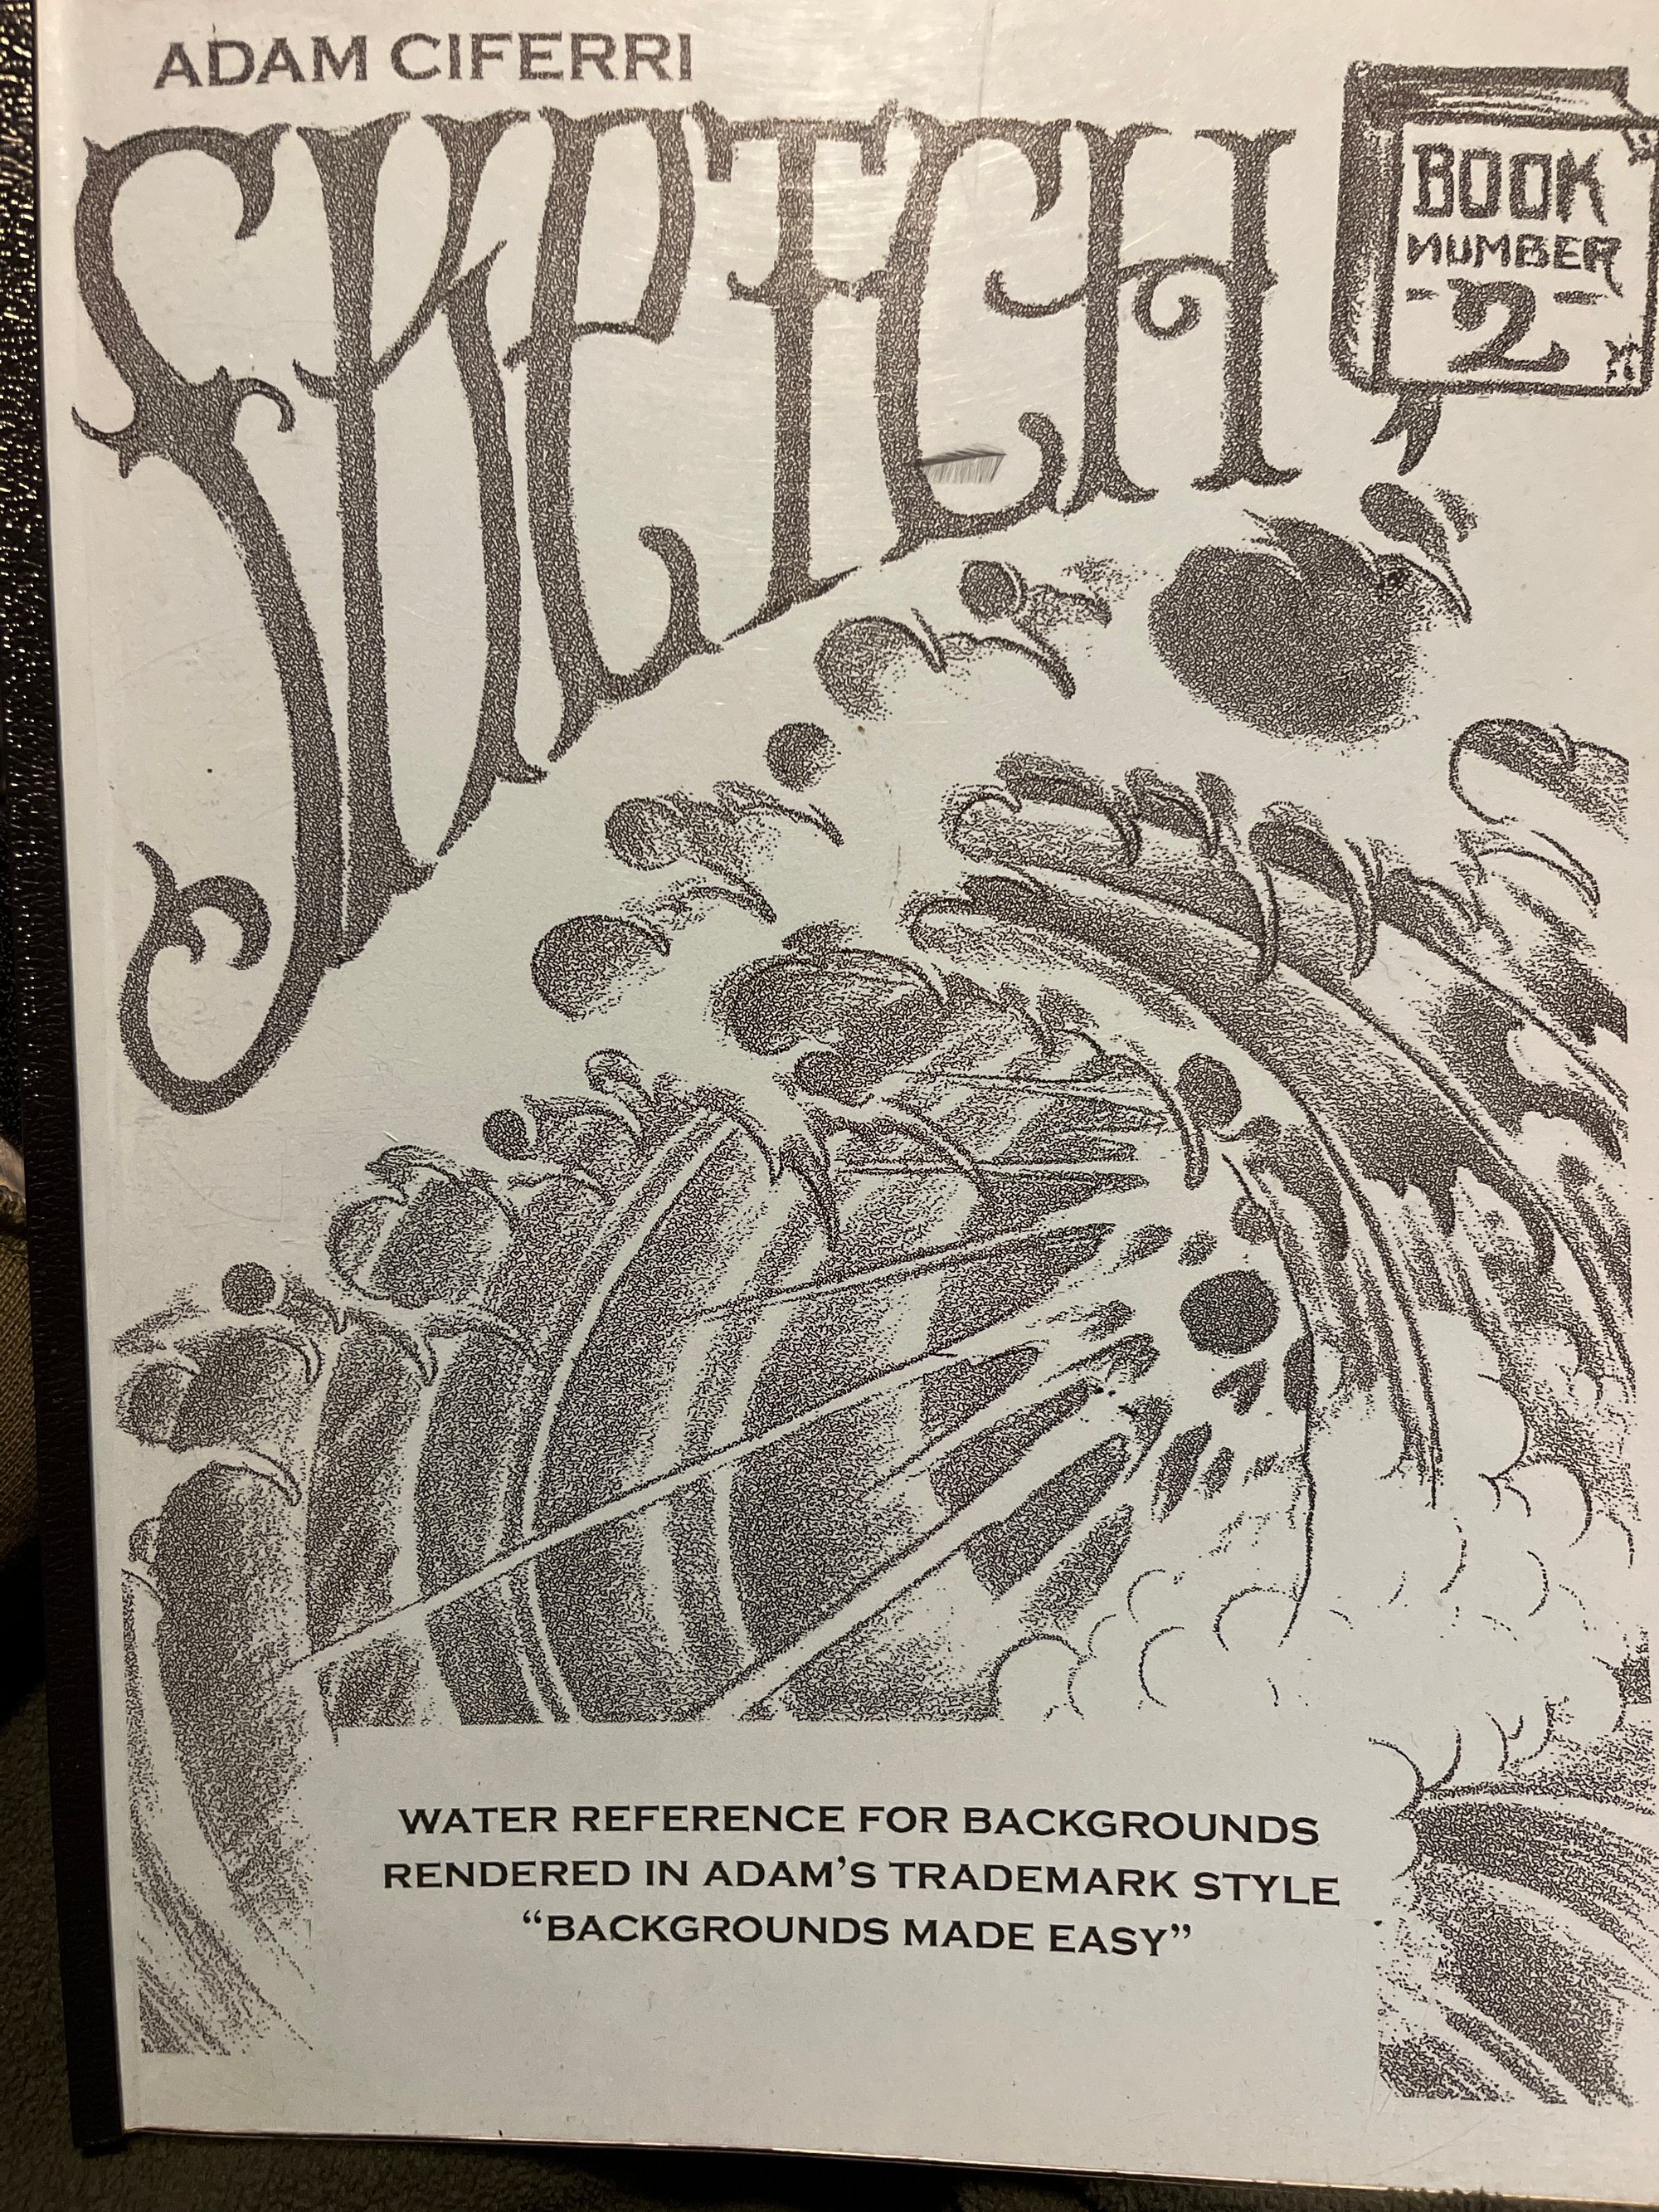 ADAM CIFERRI
SKETCH
BOOK
NUMBER
-2-
WATER REFERENCE FOR BACKGROUNDS
RENDERED IN ADAM'S TRADEMARK STYLE
“BACKGROUNDS MADE EASY”